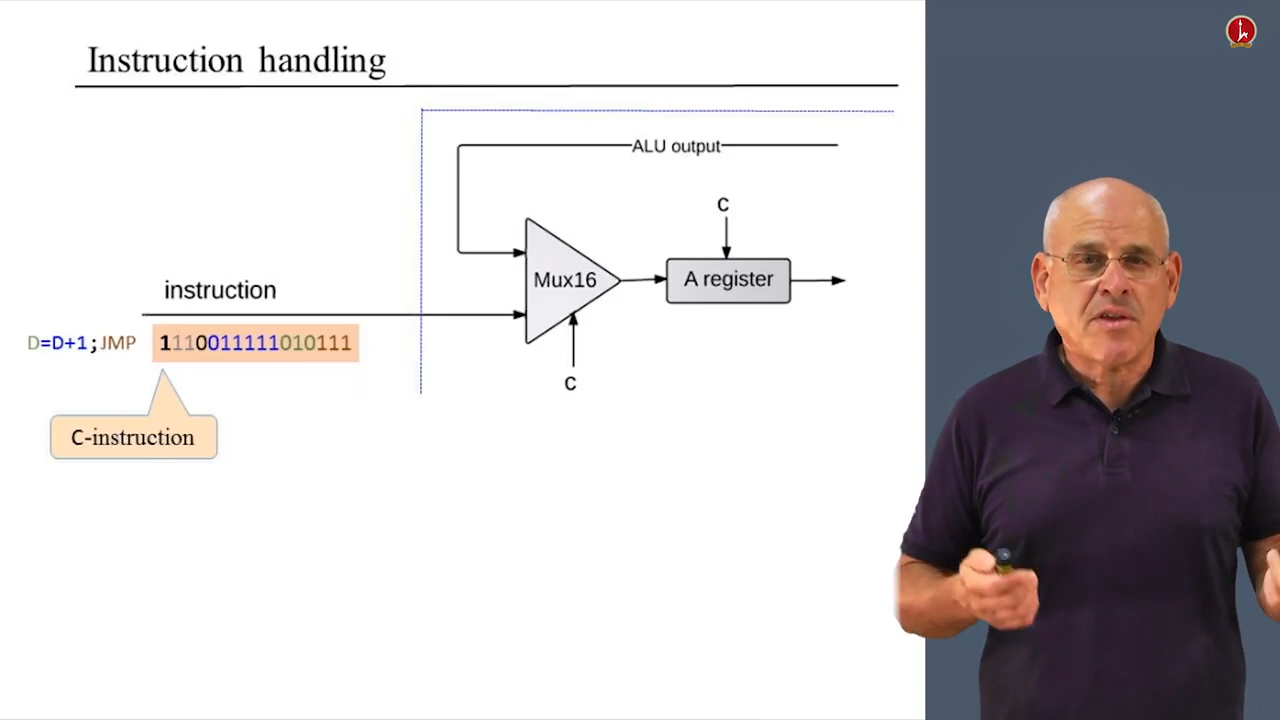 Instruction handling
ALU output
C
Mux16
A register
instruction
D=D+1;JMP 1110011111010111
C
C-instruction